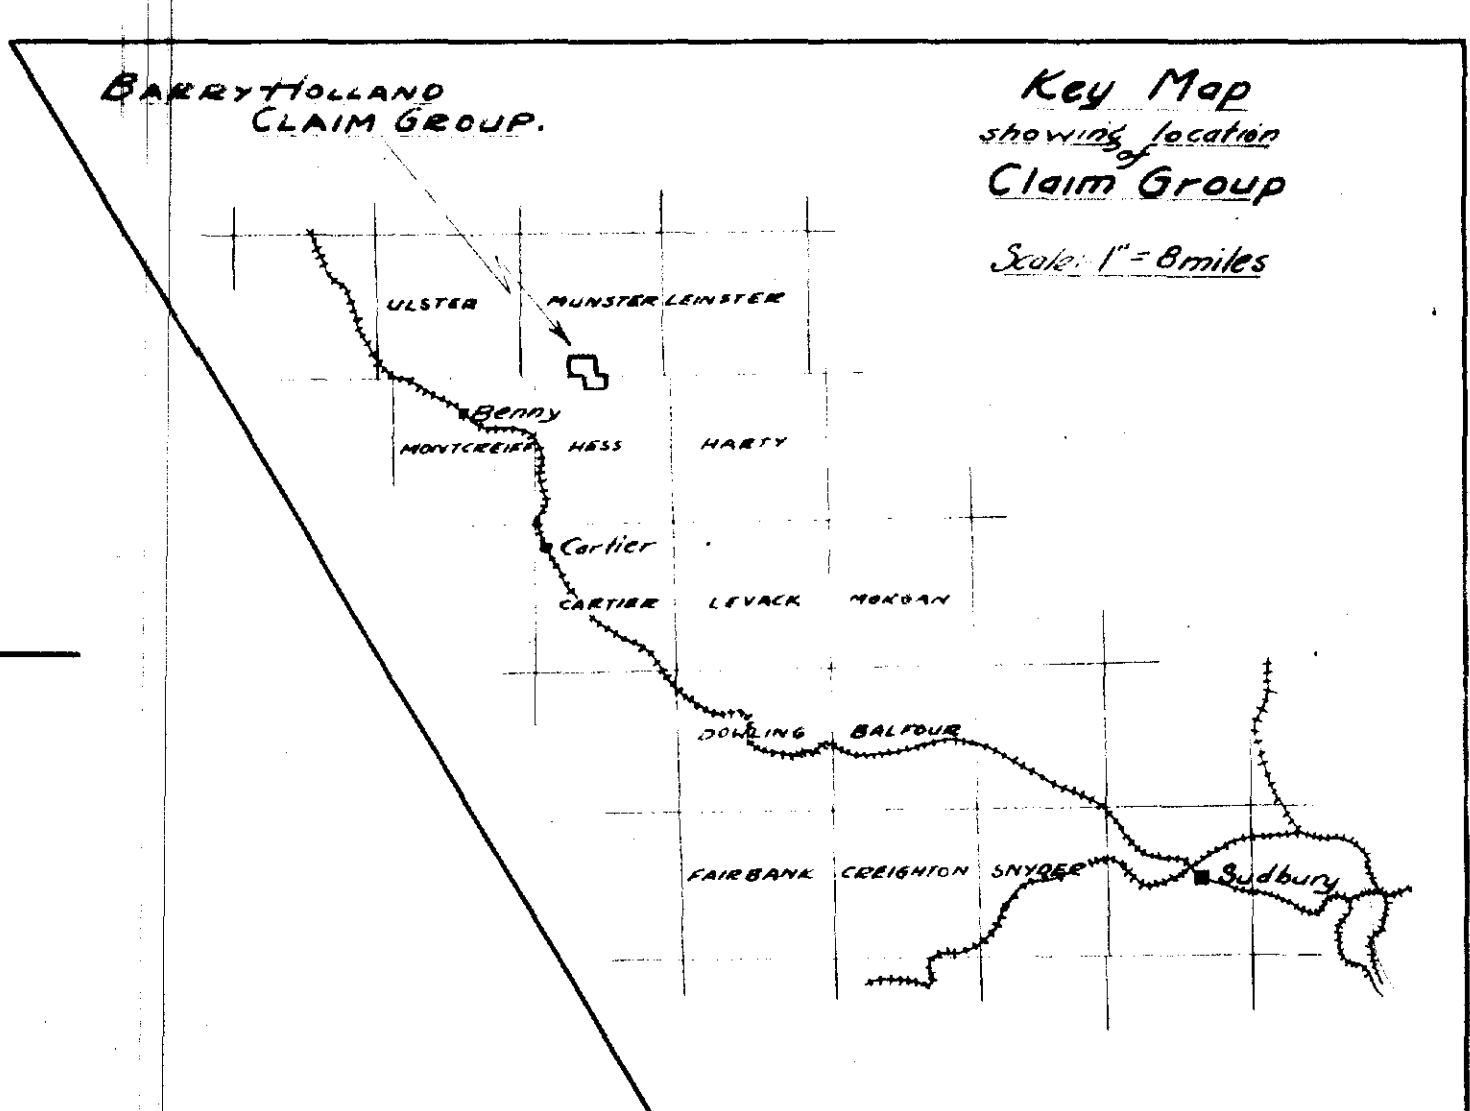 BARRY HOLLAND
CLAIM GROUP.
Key Map
showing location
of
Claim Group
Scale: 1" = 8 miles
ULSTER MUNSTER LEINSTER
Benny
MONTCREIFF HESS HARTY
Cartier
CARTIER LEVACK MORGAN
DOWLING BALFOUR
FAIRBANK CREIGHTON SNYDER Sudbury